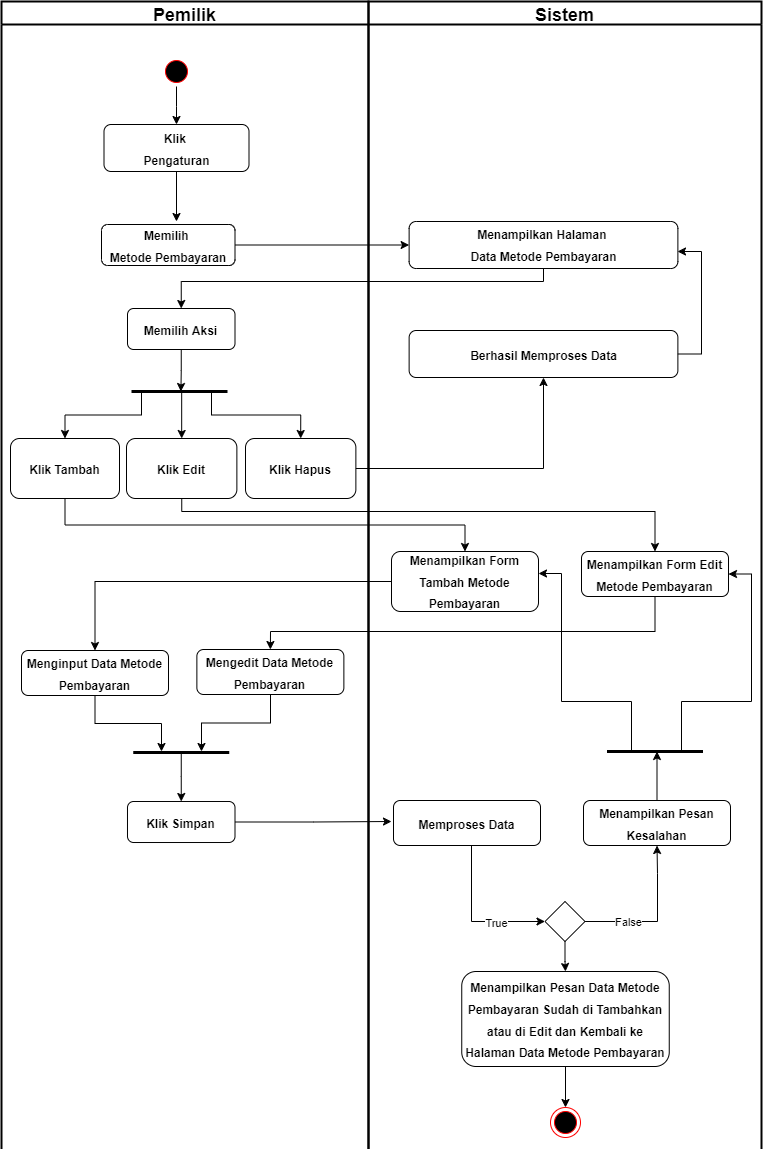 Pemilik
Sistem
Klik
Pengaturan
Memilih
Metode Pembayaran
Menampilkan Halaman
Data Metode Pembayaran
Memilih Aksi
Berhasil Memproses Data
Klik Tambah
Klik Edit
Klik Hapus
Menampilkan Form
Tambah Metode
Pembayaran
Menampilkan Form Edit
Metode Pembayaran
Menginput Data Metode
Pembayaran
Mengedit Data Metode
Pembayaran
Klik Simpan
Memproses Data
Menampilkan Pesan
Kesalahan
True
False
Menampilkan Pesan Data Metode
Pembayaran Sudah di Tambahkan
atau di Edit dan Kembali ke
Halaman Data Metode Pembayaran